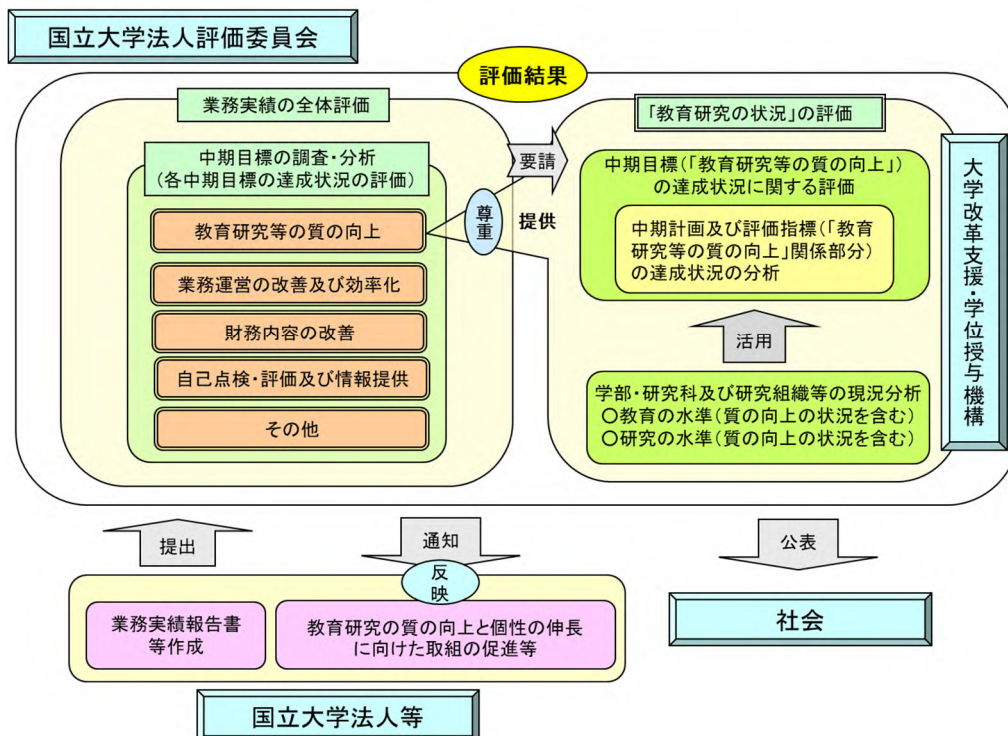 国立大学法人評価委員会
評価結果
業務実績の全体評価
中期目標の調査・分析
(各中期目標の達成状況の評価)
教育研究等の質の向上
業務運営の改善及び効率化
財務内容の改善
自己点検・評価及び情報提供
その他
要請
尊重
提供
「教育研究の状況」の評価
中期目標(「教育研究等の質の向上」)
の達成状況に関する評価
中期計画及び評価指標(「教育
研究等の質の向上」関係部分)
の達成状況の分析
活用
学部・研究科及び研究組織等の現況分析
○教育の水準(質の向上の状況を含む)
○研究の水準(質の向上の状況を含む)
大学改革支援・学位授与機構
提出
通知
反映
公表
業務実績報告書
等作成
教育研究の質の向上と個性の伸長
に向けた取組の促進等
社会
国立大学法人等